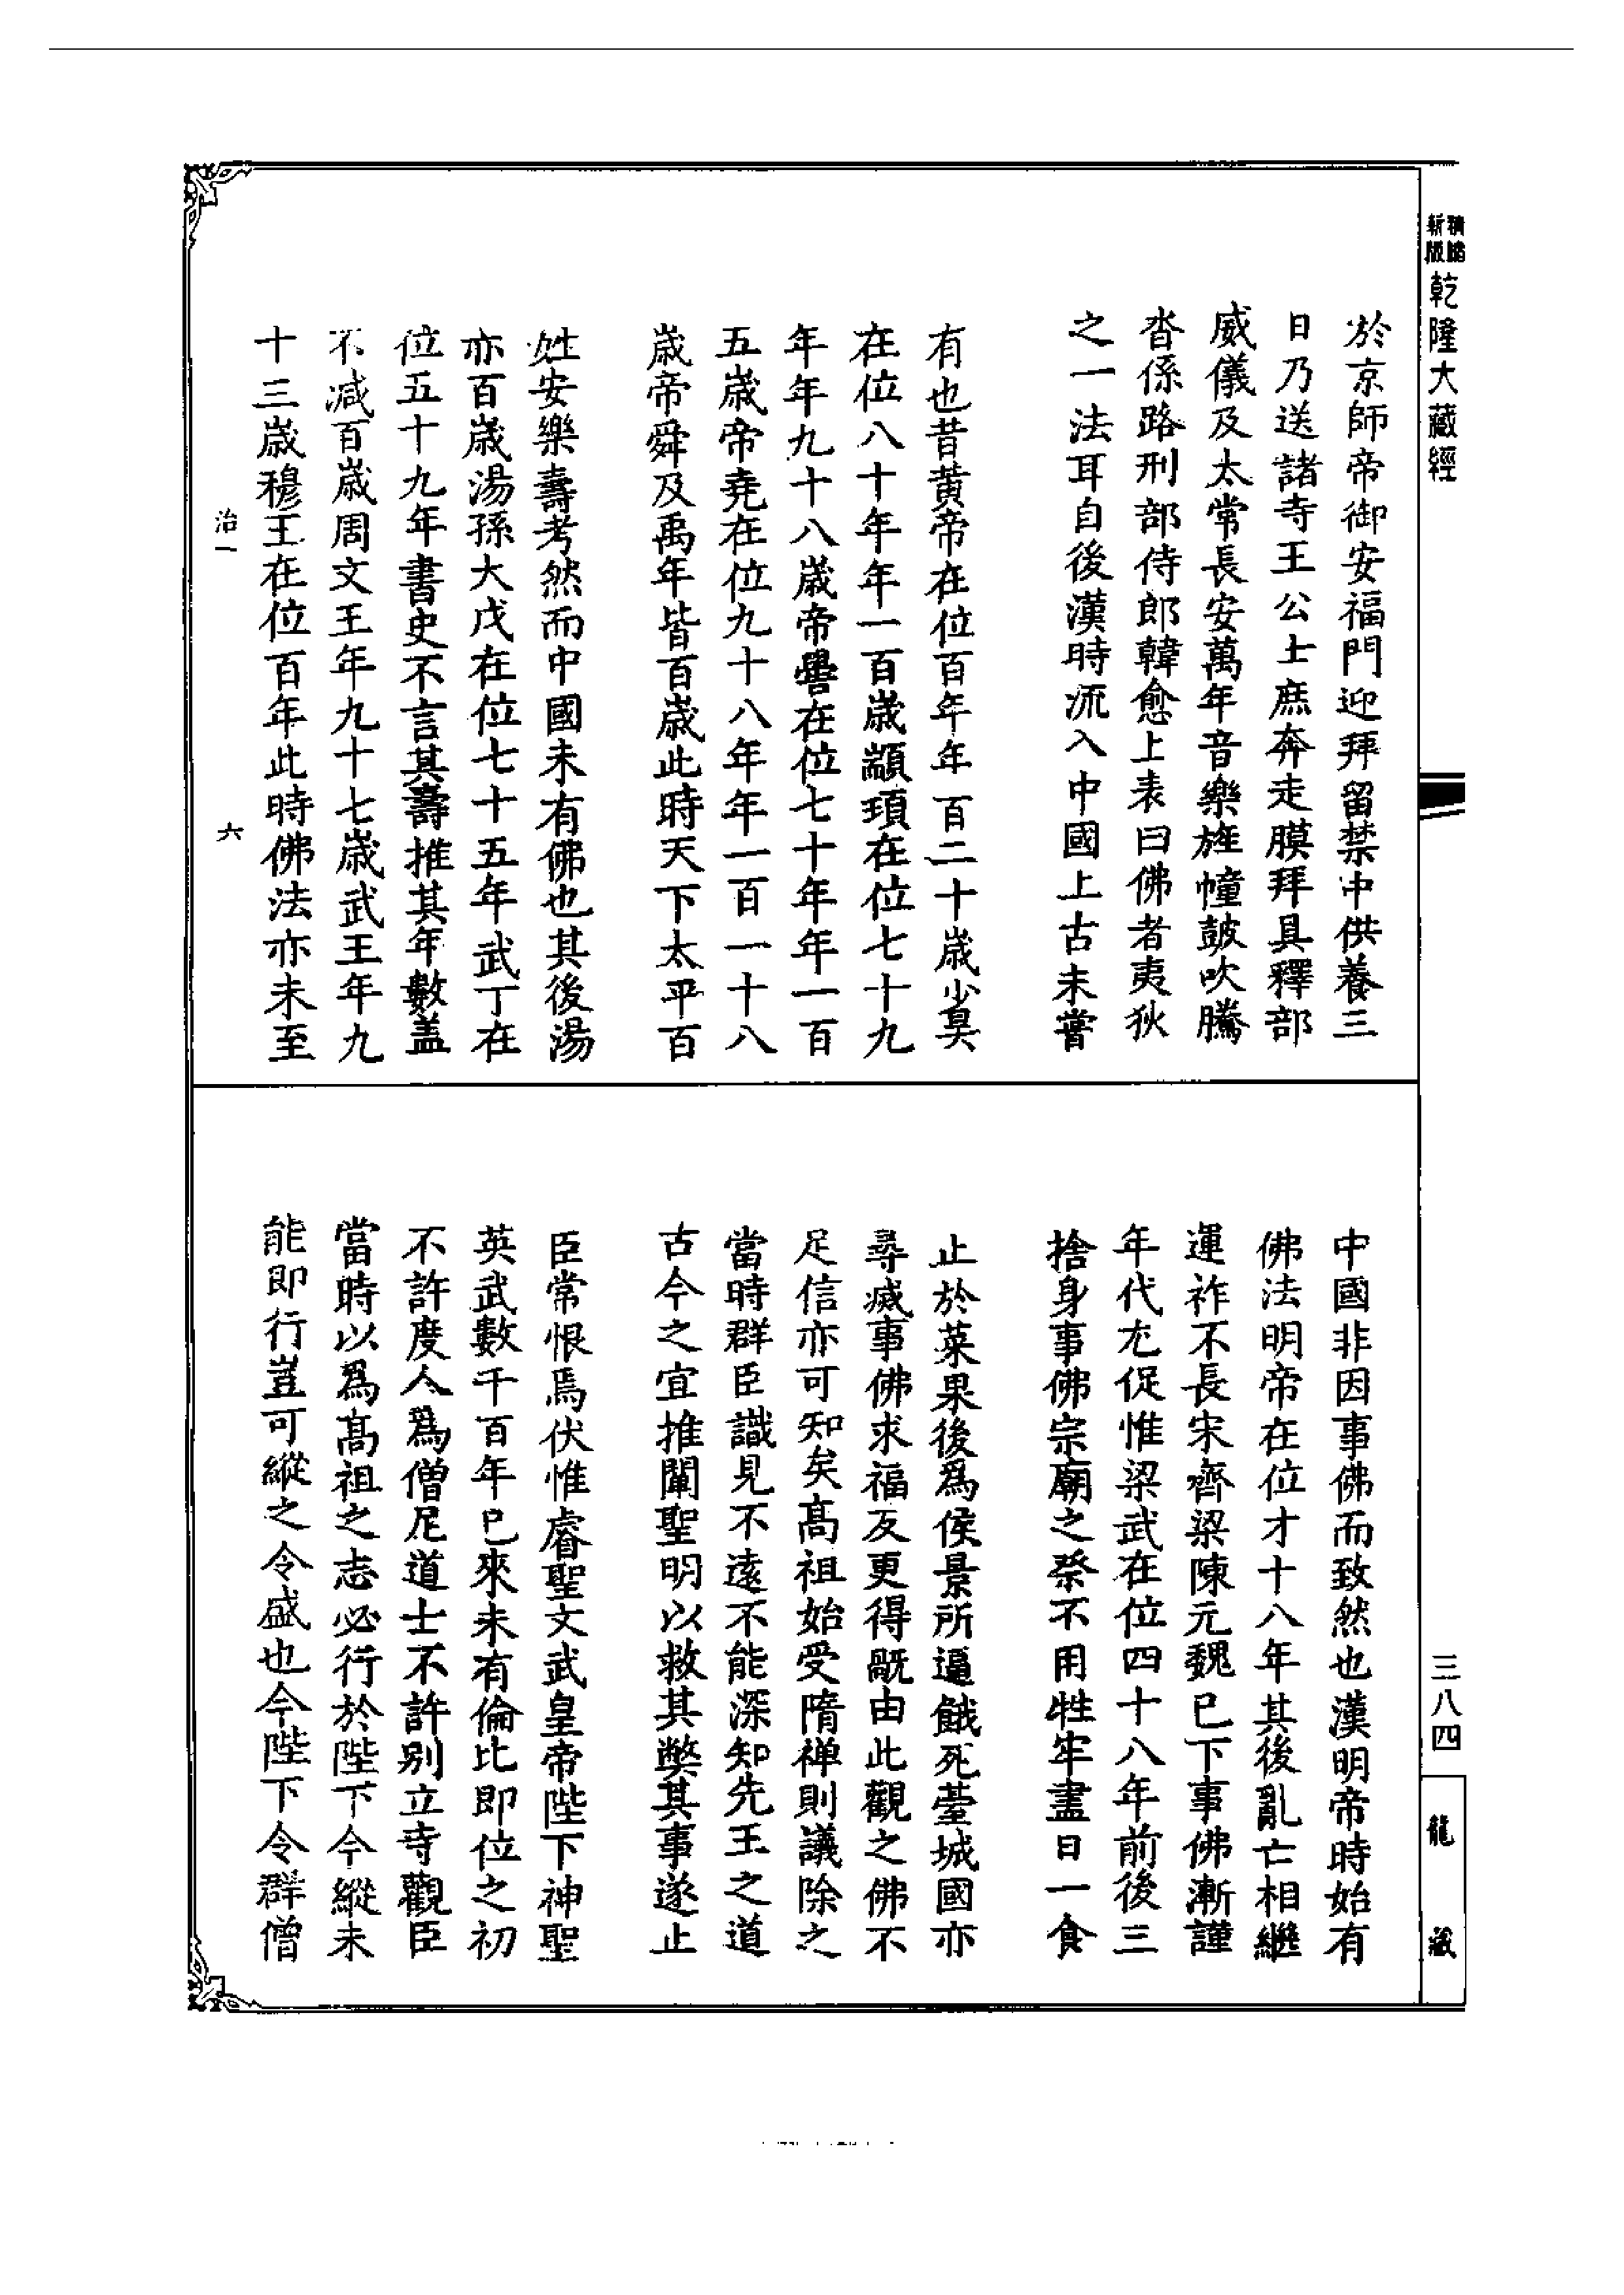 精縮
新版
乾隆大藏經
於京師帝御安福門迎拜留禁中供養三
日乃送諸寺王公士庶奔走膜拜具釋部
威儀及太常長安萬年音樂旌幢鼓吹騰
沓係路刑部侍郎韓愈上表曰佛者夷狄
之一法耳自後漢時流入中國上古未嘗
有也昔黃帝在位百年年百二十歲少昊
在位八十年年一百歲顓頊在位七十九
年年九十八歲帝嚳在位七十年年一百
五歲帝堯在位九十八年年一百一十八
歲帝舜及禹年皆百歲此時天下太平百
姓安樂壽考然而中國未有佛也其後湯
亦百歲湯孫大戊在位七十五年武丁在
位五十九年書史不言其壽推其年數盖
不減百歲周文王年九十七歲武王年九
十三歲穆王在位百年此時佛法亦未至
治一
六
中國非因事佛而致然也漢明帝時始有
佛法明帝在位才十八年其後亂亡相繼
運祚不長宋齊梁陳元魏已下事佛漸謹
年代尢促惟梁武在位四十八年前後三
捨身事佛宗廟之祭不用牲牢晝日一食
止於菜果後爲侯景所逼餓死臺城國亦
尋滅事佛求福反更得戝由此觀之佛不
足信亦可知矣髙祖始受隋禅則議除之
當時群臣識見不逺不能深知先王之道
古今之宜推闡聖明以救其獘其事遂止
臣常恨焉伏惟睿聖文武皇帝陛下神聖
英武數千百年已來未有倫比即位之初
不許度人爲僧尼道士不許别立寺觀臣
當時以爲髙祖之志必行於陛下今縱未
能即行豈可縱之令盛也今陛下令群僧
三八四
龍藏